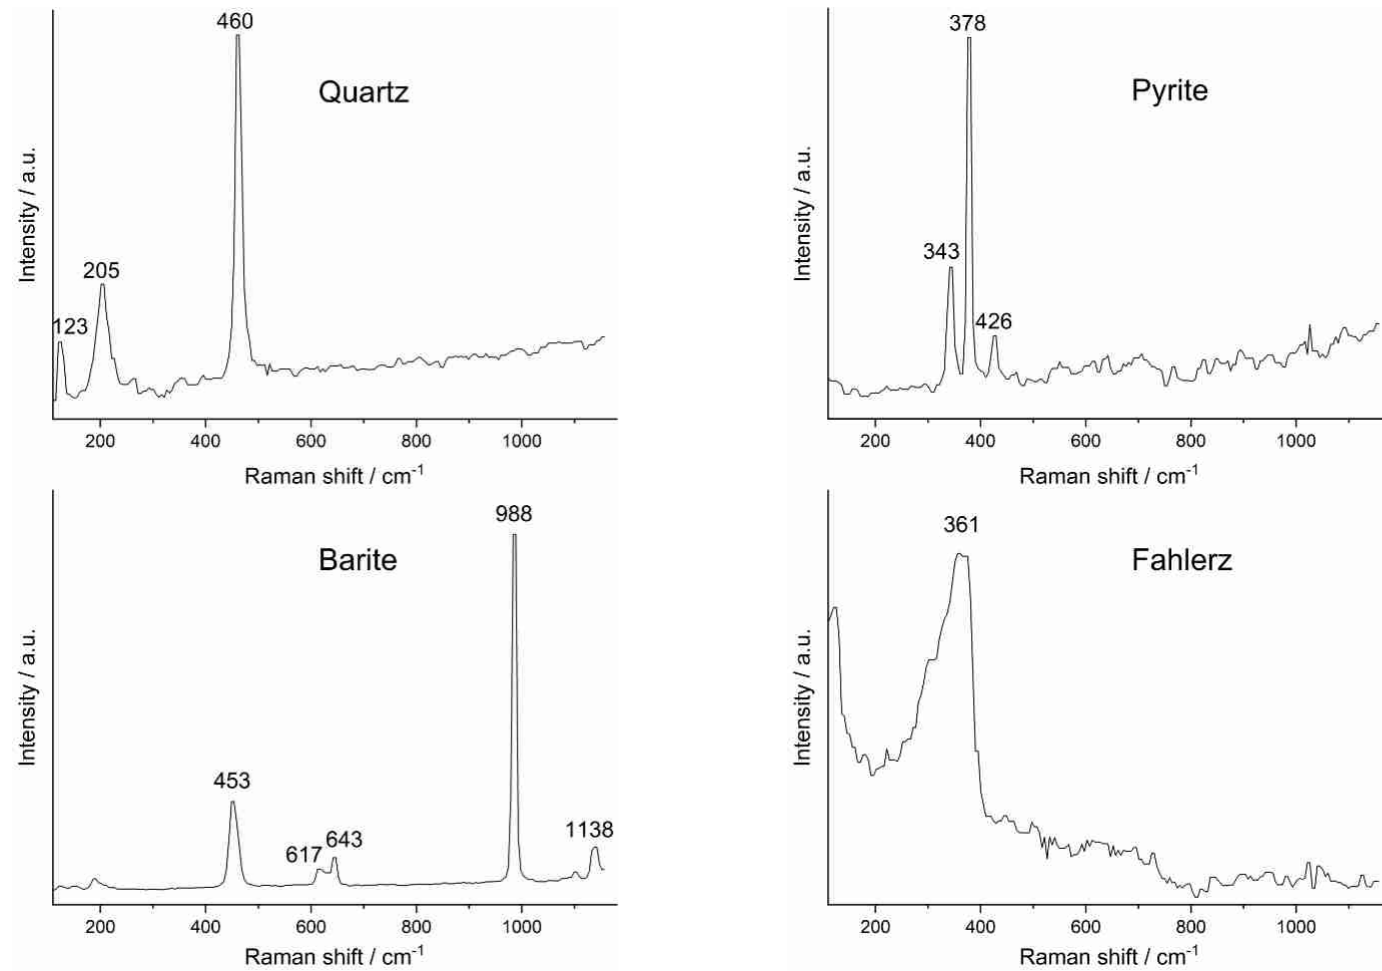 460
Quartz
205
123
Intensity / a.u.
200 400 600 800 1000
Raman shift / cm-1
378
Pyrite
343
426
Intensity / a.u.
200 400 600 800 1000
Raman shift / cm-1
988
Barite
453
617 643
1138
Intensity / a.u.
200 400 600 800 1000
Raman shift / cm-1
361
Fahlerz
Intensity / a.u.
200 400 600 800 1000
Raman shift / cm-1